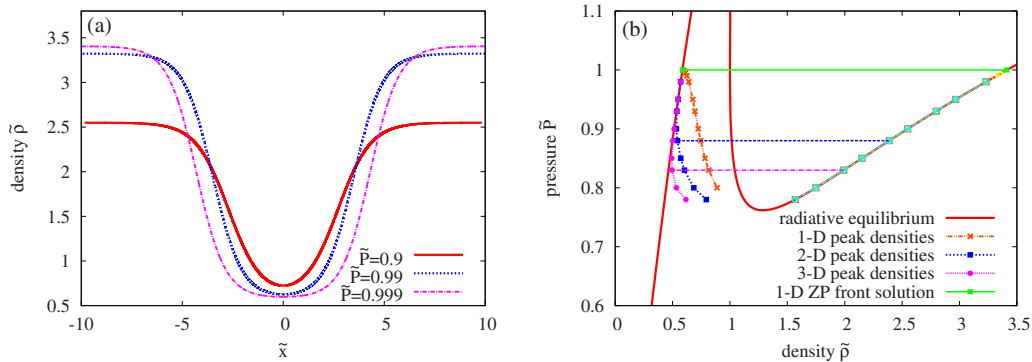 (a)
density ρ̃
3.5
3
2.5
2
1.5
1
0.5
P̃=0.9
P̃=0.99
P̃=0.999
-10 -5 0 5 10
x̃
(b)
pressure P̃
1.1
1
0.9
0.8
0.7
0.6
radiative equilibrium
1-D peak densities
2-D peak densities
3-D peak densities
1-D ZP front solution
0 0.5 1 1.5 2 2.5 3 3.5
density ρ̃